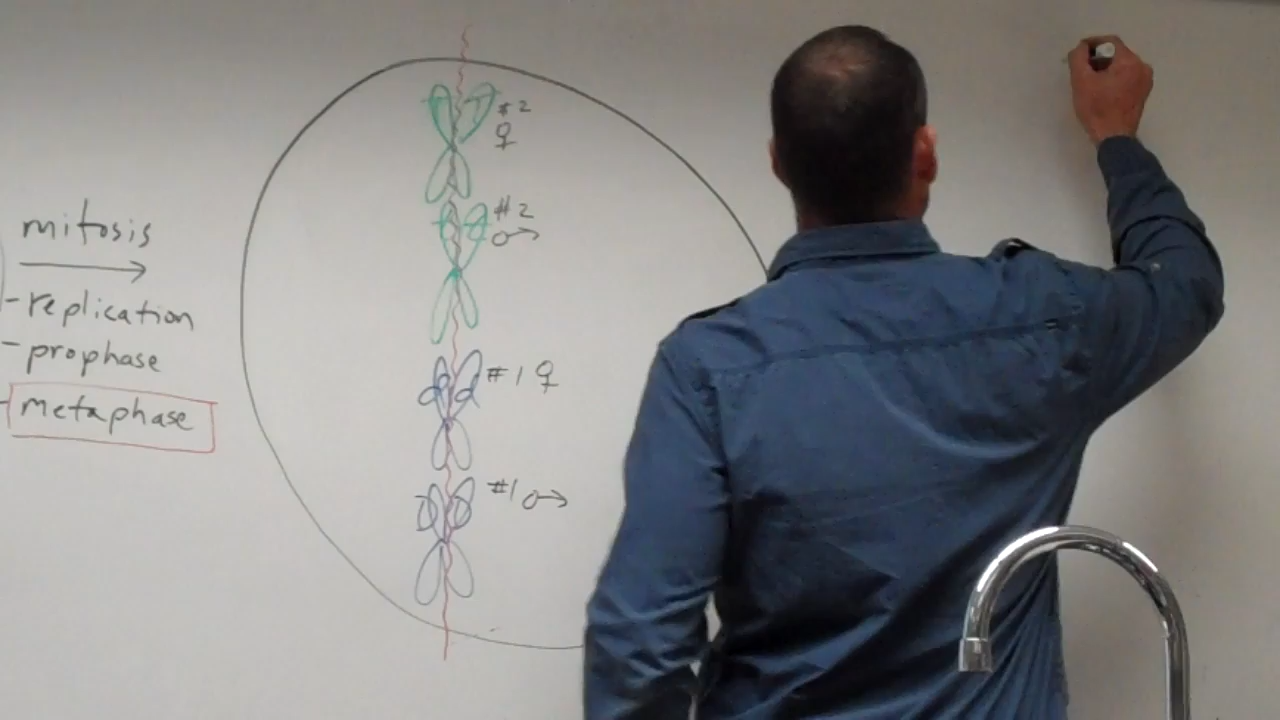 mitosis
- replication
- prophase
- metaphase
#2
♀
#2
♂
#1 ♀
#1 ♂